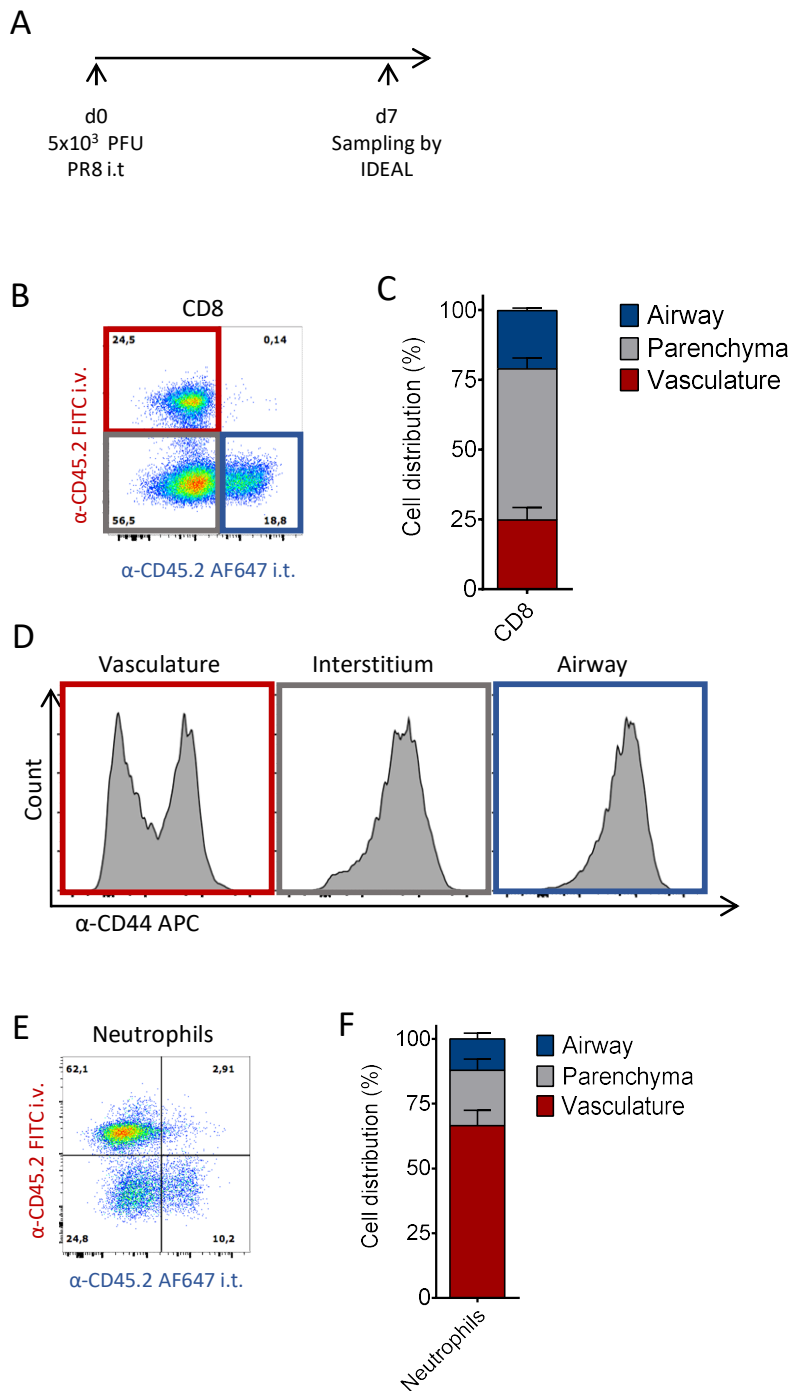 A
d0
5x10³ PFU
PR8 i.t
d7
Sampling by
IDEAL
B
CD8
24,5
0,14
56,5
18,8
α-CD45.2 FITC i.v.
α-CD45.2 AF647 i.t.
C
Cell distribution (%)
100
75
50
25
0
CD8
Airway
Parenchyma
Vasculature
D
Vasculature
Interstitium
Airway
Count
α-CD44 APC
E
Neutrophils
62,1
2,91
24,8
10,2
α-CD45.2 FITC i.v.
α-CD45.2 AF647 i.t.
F
Cell distribution (%)
100
75
50
25
0
Neutrophils
Airway
Parenchyma
Vasculature